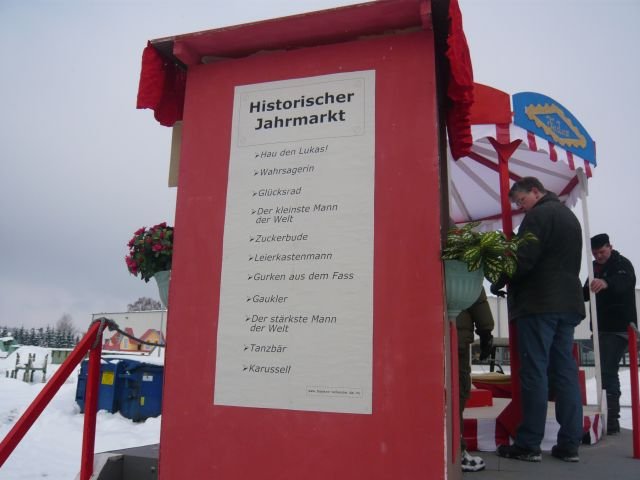 Historischer
Jahrmarkt
➢Hau den Lukas!
➢Wahrsagerin
➢Glücksrad
➢Der kleinste Mann
der Welt
➢Zuckerbude
➢Leierkastenmann
➢Gurken aus dem Fass
➢Gaukler
➢Der stärkste Mann
der Welt
➢Tanzbär
➢Karussell